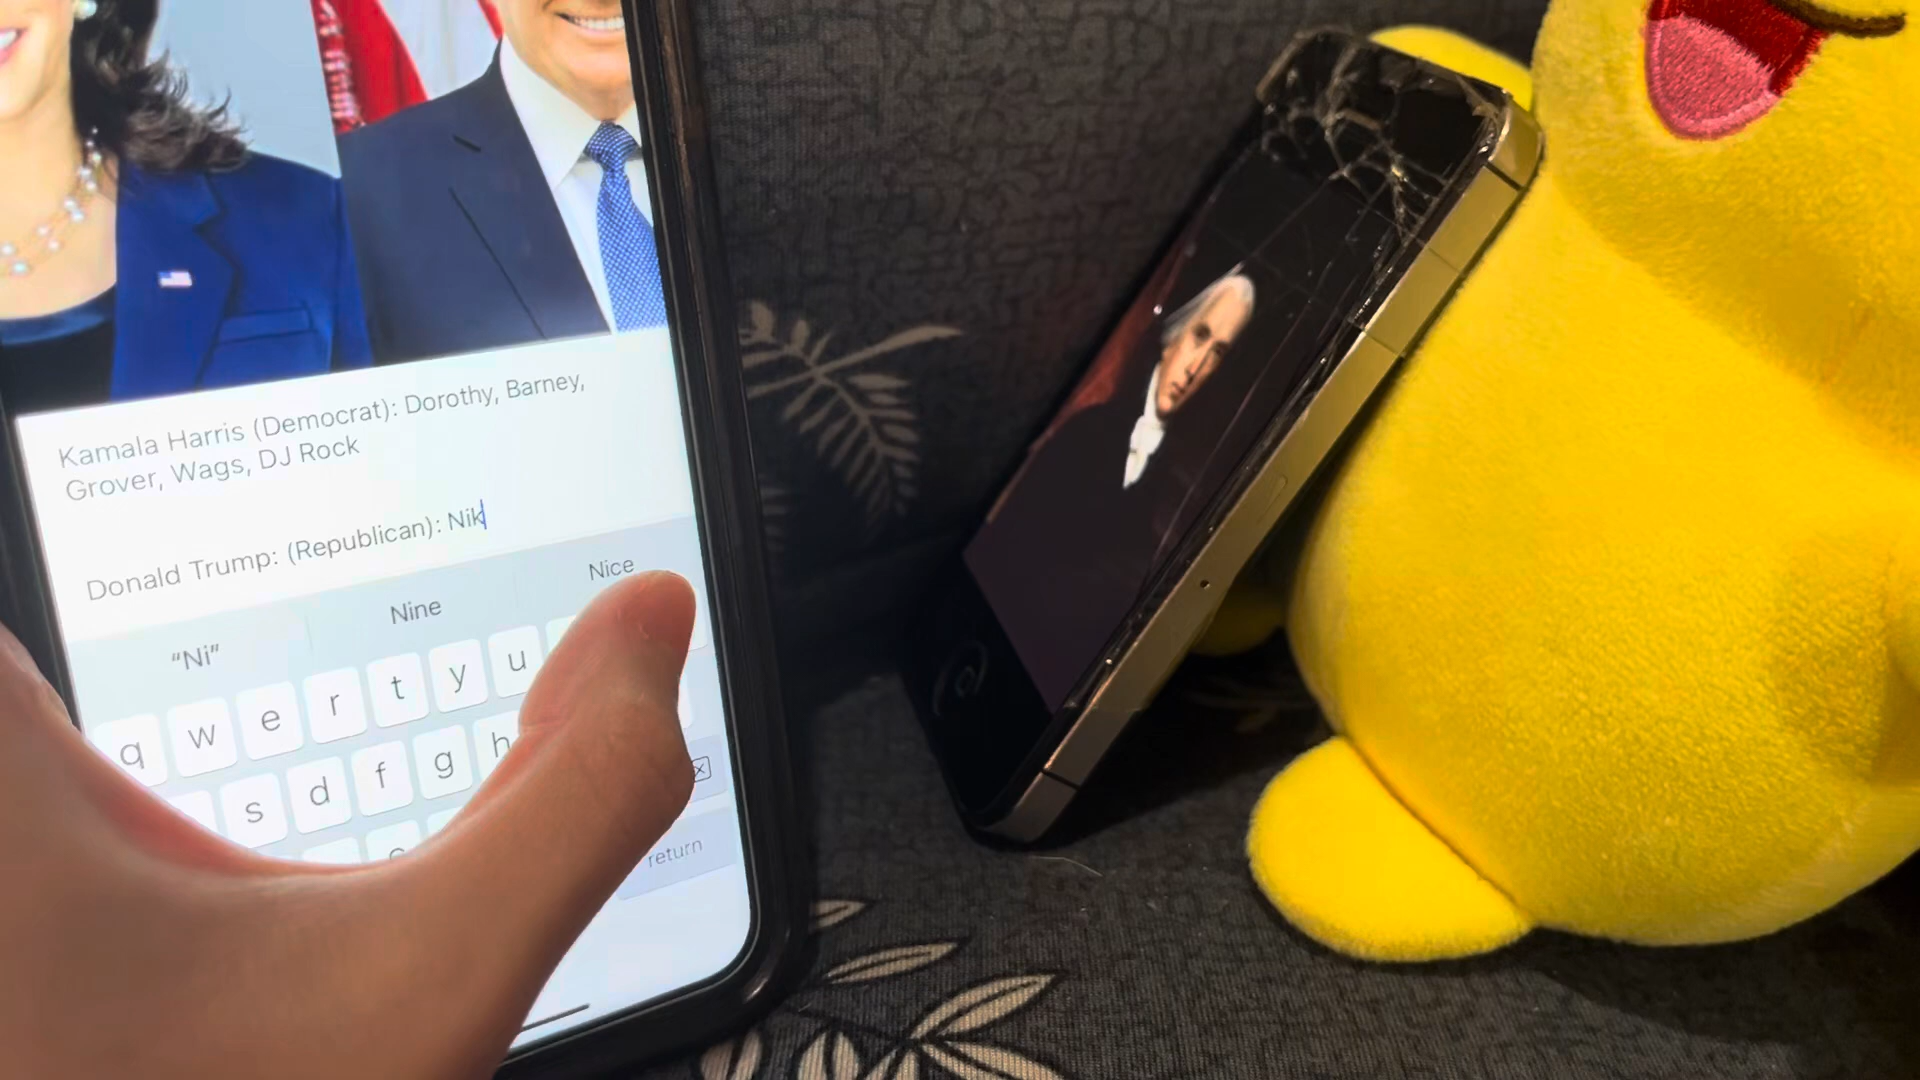 Kamala Harris (Democrat): Dorothy, Barney,
Grover, Wags, DJ Rock
Donald Trump: (Republican): Nik
“Ni”
Nine
Nice
q w e r t y u
s d f g h
return